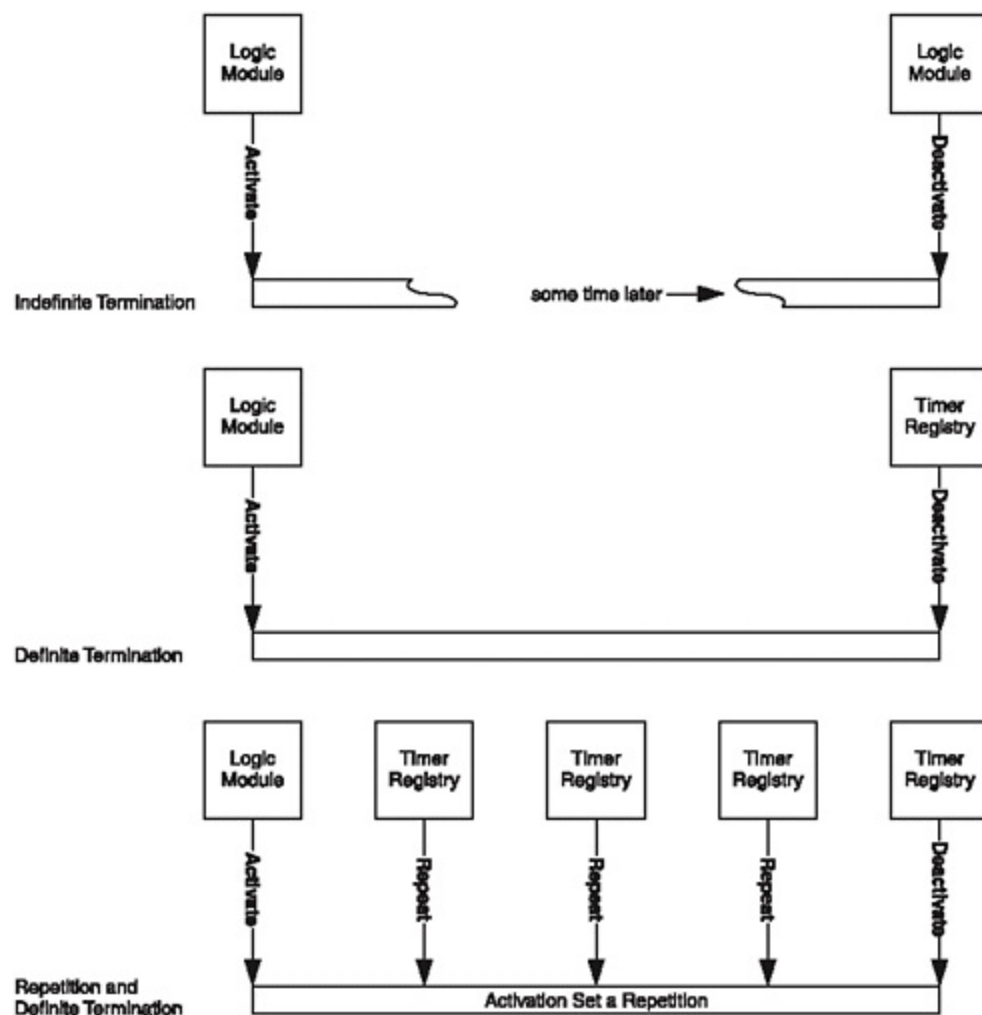 Logic
Module
Logic
Module
Activate
Deactivate
Indefinite Termination
some time later
Logic
Module
Timer
Registry
Activate
Deactivate
Definite Termination
Logic
Module
Timer
Registry
Timer
Registry
Timer
Registry
Timer
Registry
Activate
Repeat
Repeat
Repeat
Deactivate
Repetition and
Definite Termination
Activation Set a Repetition